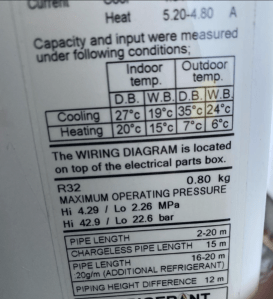 Current
Heat 5.20-4.80 A
Capacity and input were measured
under following conditions;
Indoor temp. Outdoor temp.
D.B. W.B. D.B. W.B.
Cooling 27°c 19°c 35°c 24°c
Heating 20°c 15°c 7°c 6°c
The WIRING DIAGRAM is located
on top of the electrical parts box.
R32 0.80 kg
MAXIMUM OPERATING PRESSURE
Hi 4.29 / Lo 2.26 MPa
Hi 42.9 / Lo 22.6 bar
PIPE LENGTH 2-20 m
CHARGELESS PIPE LENGTH 15 m
PIPE LENGTH 16-20 m
:20g/m (ADDITIONAL REFRIGERANT)
PIPING HEIGHT DIFFERENCE 12 m